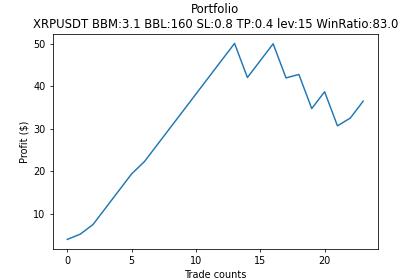 Portfolio
XRPUSDT BBM:3.1 BBL:160 SL:0.8 TP:0.4 lev:15 WinRatio:83.0
50
40
30
20
10
Profit ($)
0 5 10 15 20
Trade counts